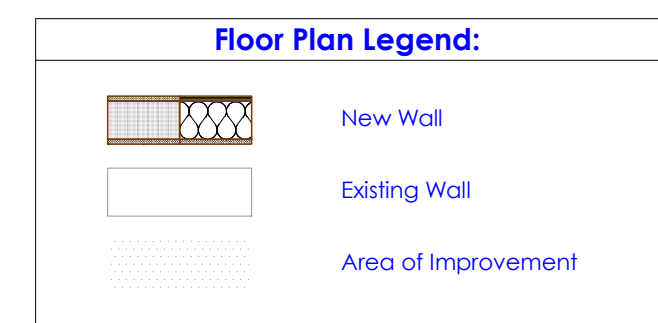 Floor Plan Legend:
New Wall
Existing Wall
Area of Improvement